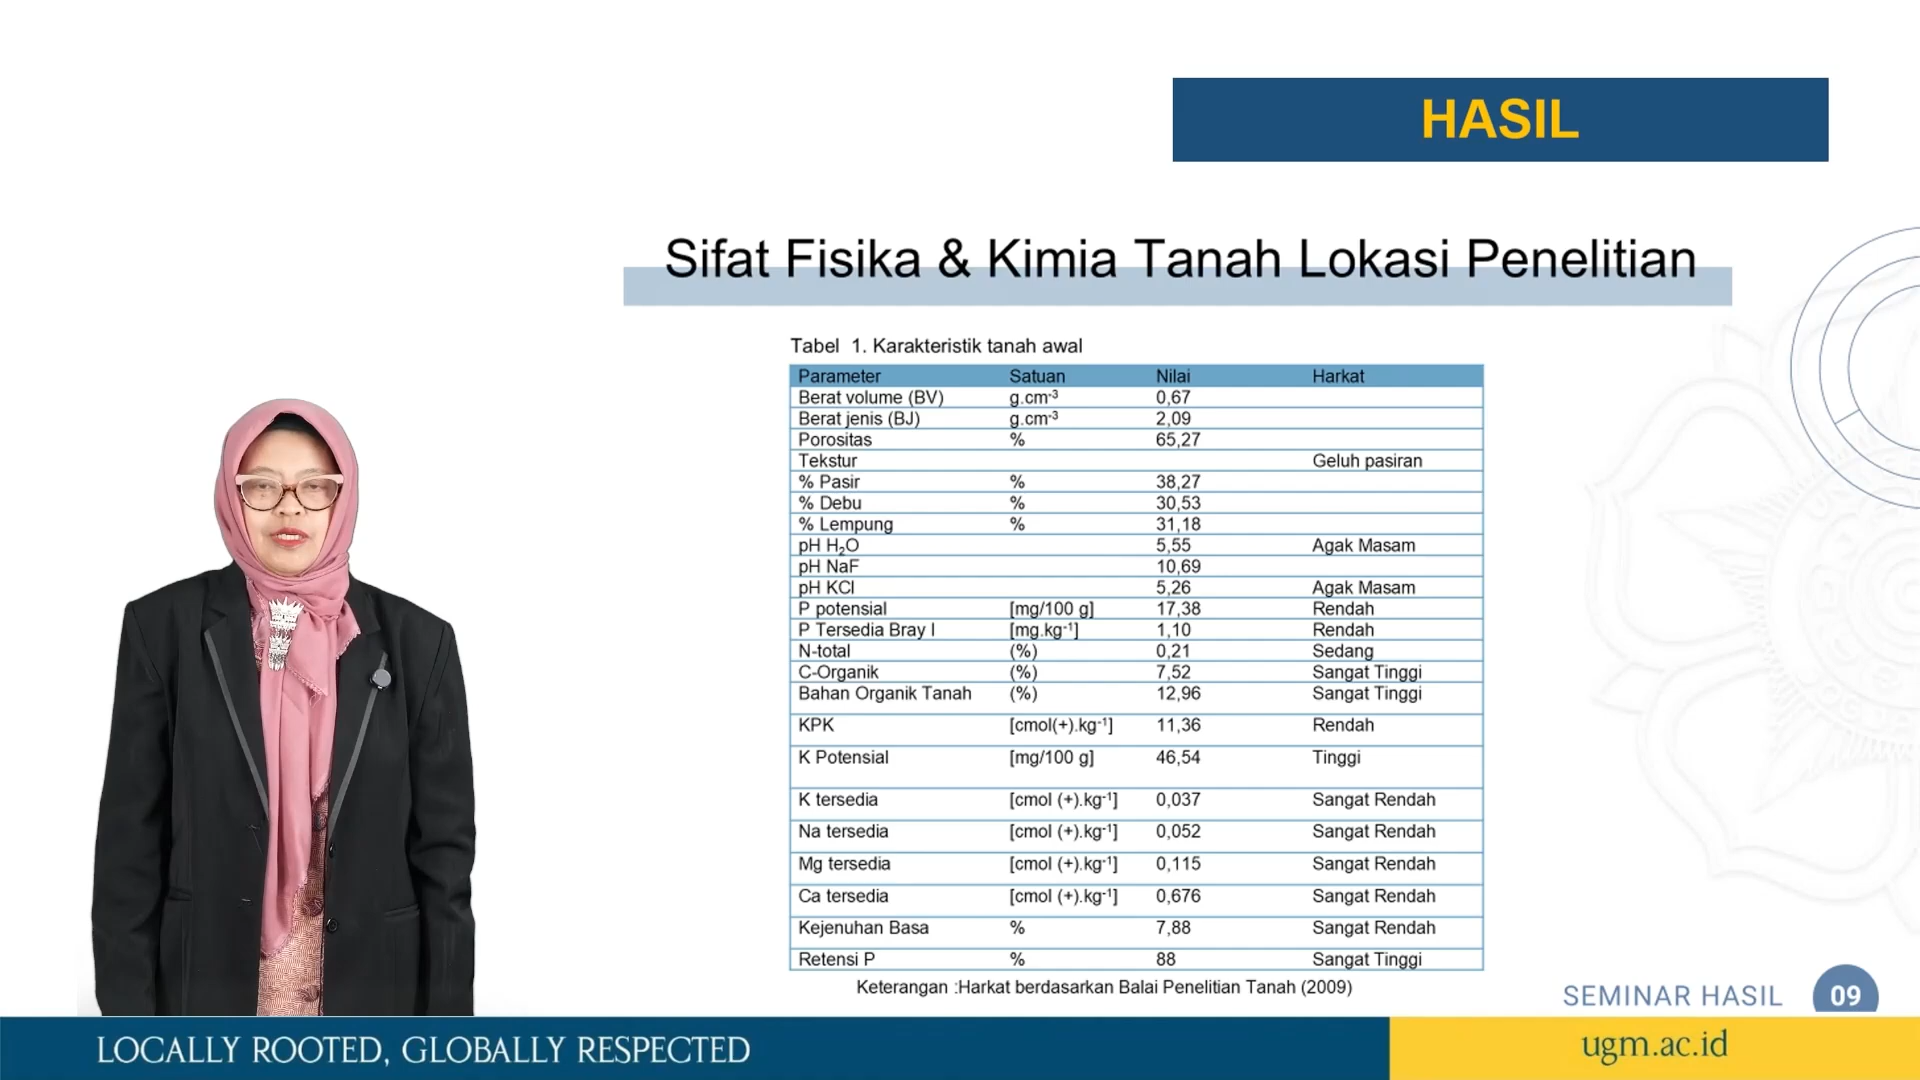 HASIL
Sifat Fisika & Kimia Tanah Lokasi Penelitian
Tabel 1. Karakteristik tanah awal
Parameter Satuan Nilai Harkat
Berat volume (BV) g.cm⁻³ 0,67
Berat jenis (BJ) g.cm⁻³ 2,09
Porositas % 65,27
Tekstur Geluh pasiran
% Pasir % 38,27
% Debu % 30,53
% Lempung % 31,18
pH H₂O 5,55 Agak Masam
pH NaF 10,69
pH KCl 5,26 Agak Masam
P potensial [mg/100 g] 17,38 Rendah
P Tersedia Bray I [mg.kg⁻¹] 1,10 Rendah
N-total (%) 0,21 Sedang
C-Organik (%) 7,52 Sangat Tinggi
Bahan Organik Tanah (%) 12,96 Sangat Tinggi
KPK [cmol(+).kg⁻¹] 11,36 Rendah
K Potensial [mg/100 g] 46,54 Tinggi
K tersedia [cmol (+).kg⁻¹] 0,037 Sangat Rendah
Na tersedia [cmol (+).kg⁻¹] 0,052 Sangat Rendah
Mg tersedia [cmol (+).kg⁻¹] 0,115 Sangat Rendah
Ca tersedia [cmol (+).kg⁻¹] 0,676 Sangat Rendah
Kejenuhan Basa % 7,88 Sangat Rendah
Retensi P % 88 Sangat Tinggi
Keterangan :Harkat berdasarkan Balai Penelitian Tanah (2009)
SEMINAR HASIL 09
LOCALLY ROOTED, GLOBALLY RESPECTED
ugm.ac.id